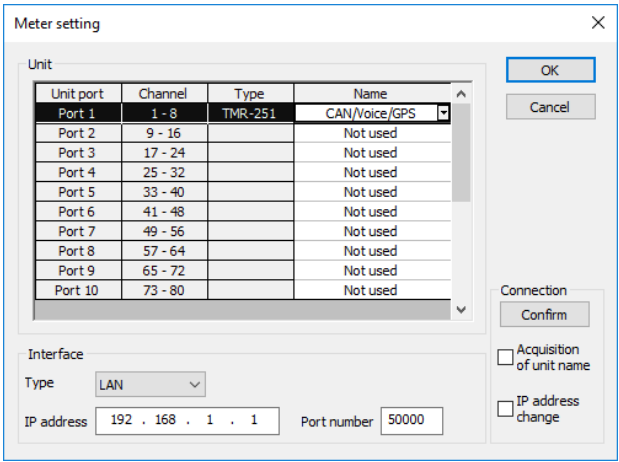 Meter setting
Unit
Unit port Channel Type Name
Port 1 1 - 8 TMR-251 CAN/Voice/GPS
Port 2 9 - 16 Not used
Port 3 17 - 24 Not used
Port 4 25 - 32 Not used
Port 5 33 - 40 Not used
Port 6 41 - 48 Not used
Port 7 49 - 56 Not used
Port 8 57 - 64 Not used
Port 9 65 - 72 Not used
Port 10 73 - 80 Not used
OK
Cancel
Interface
Type LAN
IP address 192 . 168 . 1 . 1 Port number 50000
Connection
Confirm
Acquisition
of unit name
IP address
change